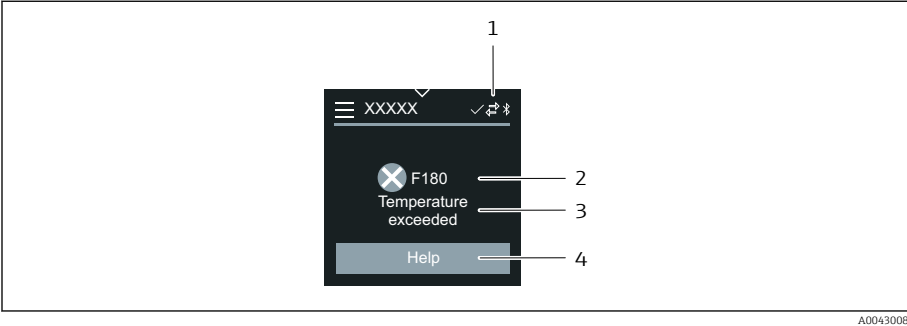 1
XXXXX
F180
2
Temperature
exceeded
3
Help
4
A0043008